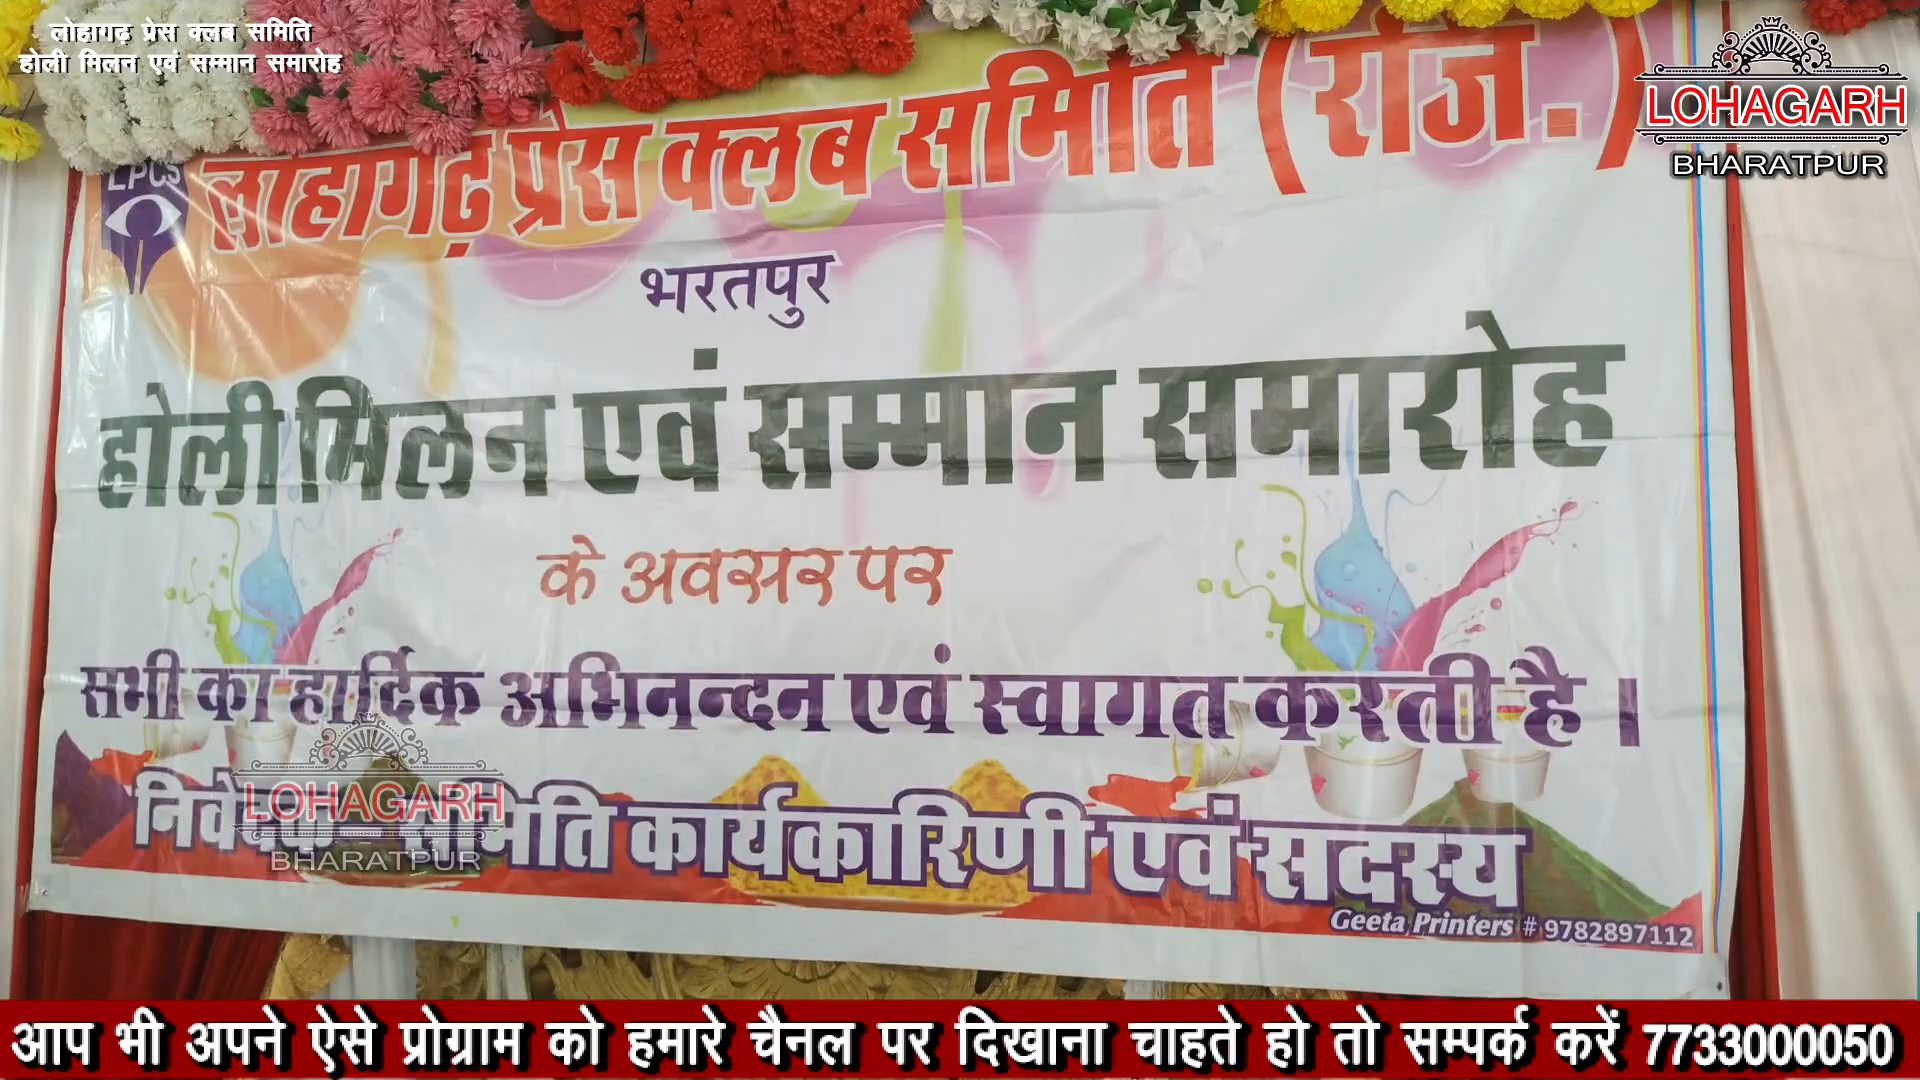 लोहागढ़ प्रेस क्लब समिति
होली मिलन एवं सम्मान समारोह
LOHAGARH
BHARATPUR
LPCS
लोहागढ़ प्रेस क्लब समिति (राज.)
भरतपुर
होली मिलन एवं सम्मान समारोह
के अवसर पर
सभी का हार्दिक अभिनन्दन एवं स्वागत करती है ।
LOHAGARH
BHARATPUR
समिति कार्यकारिणी एवं सदस्य
Geeta Printers # 9782897112
आप भी अपने ऐसे प्रोग्राम को हमारे चैनल पर दिखाना चाहते हो तो सम्पर्क करें 7733000050